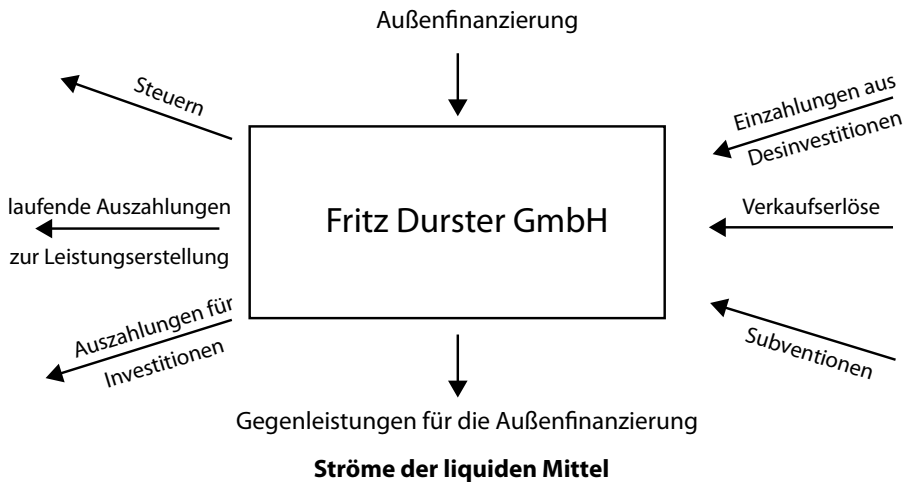 Außenfinanzierung
Steuern
Einzahlungen aus
Desinvestitionen
laufende Auszahlungen
zur Leistungserstellung
Fritz Durster GmbH
Verkaufserlöse
Auszahlungen für
Investitionen
Subventionen
Gegenleistungen für die Außenfinanzierung
Ströme der liquiden Mittel